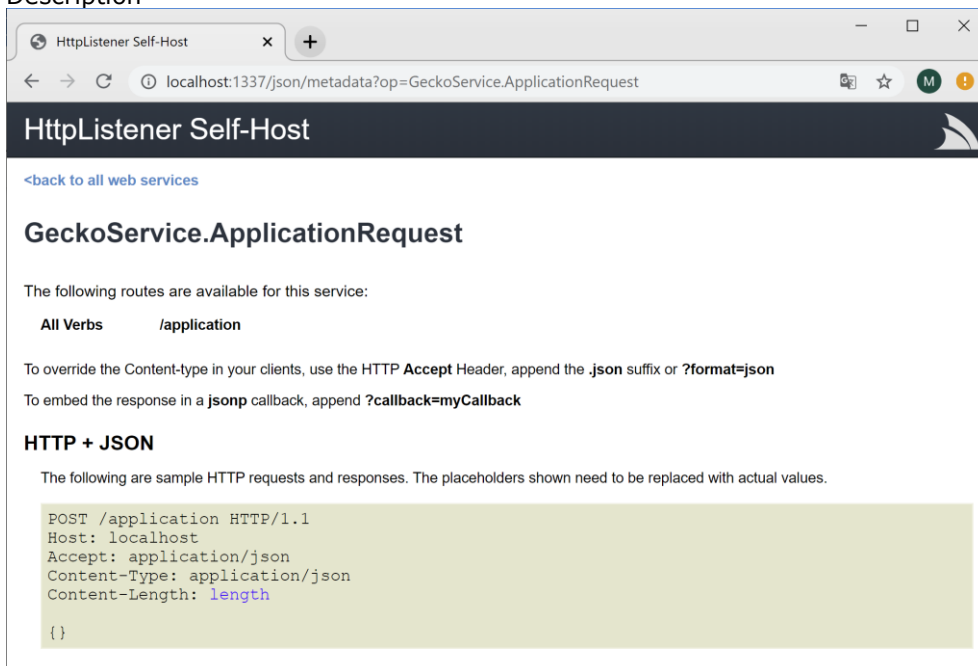 Description
HttpListener Self-Host
localhost:1337/json/metadata?op=GeckoService.ApplicationRequest
M
HttpListener Self-Host
<back to all web services
GeckoService.ApplicationRequest
The following routes are available for this service:
All Verbs /application
To override the Content-type in your clients, use the HTTP Accept Header, append the .json suffix or ?format=json
To embed the response in a jsonp callback, append ?callback=myCallback
HTTP + JSON
The following are sample HTTP requests and responses. The placeholders shown need to be replaced with actual values.
POST /application HTTP/1.1
Host: localhost
Accept: application/json
Content-Type: application/json
Content-Length: length
{}